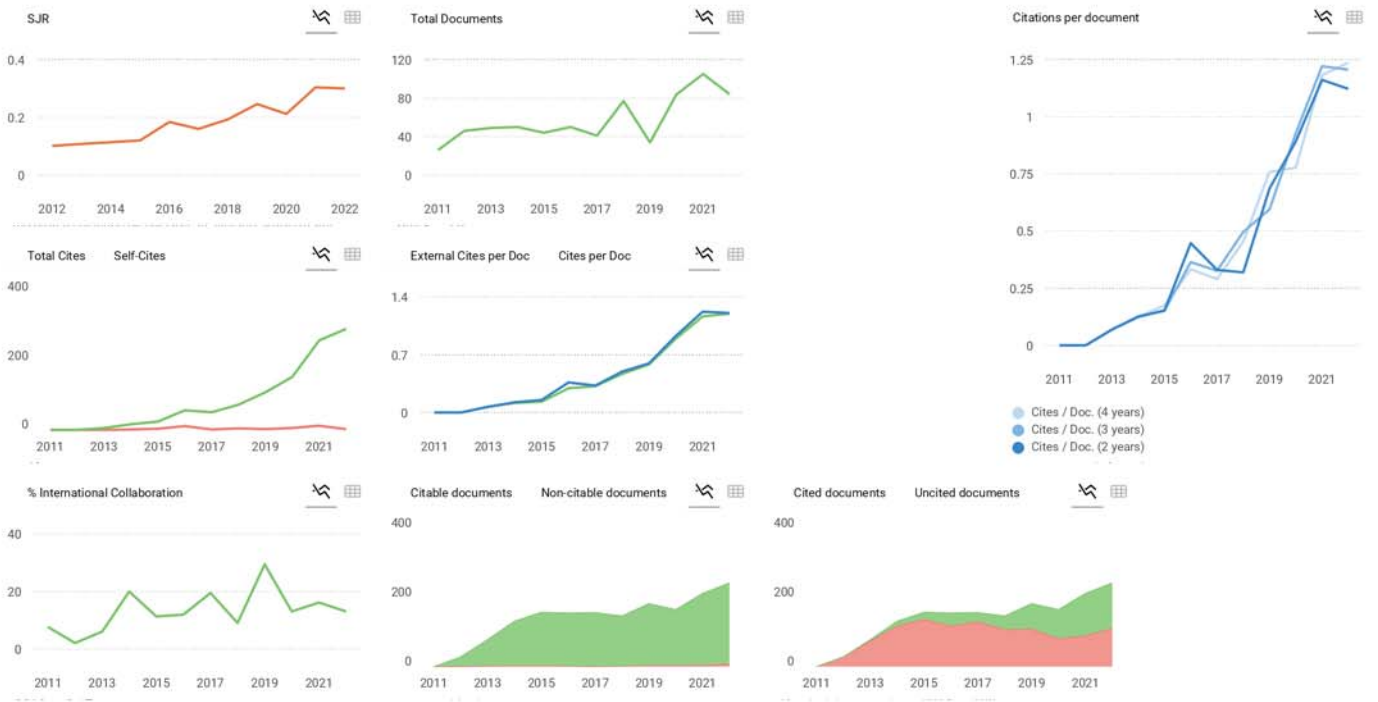 SJR
0.4
0.2
0
2012 2014 2016 2018 2020 2022
Total Documents
120
80
40
0
2011 2013 2015 2017 2019 2021
Citations per document
1.25
1
0.75
0.5
0.25
0
2011 2013 2015 2017 2019 2021
Cites / Doc. (4 years)
Cites / Doc. (3 years)
Cites / Doc. (2 years)
Total Cites Self-Cites
400
200
0
2011 2013 2015 2017 2019 2021
External Cites per Doc Cites per Doc
1.4
0.7
0
2011 2013 2015 2017 2019 2021
% International Collaboration
40
20
0
2011 2013 2015 2017 2019 2021
Citable documents Non-citable documents
400
200
0
2011 2013 2015 2017 2019 2021
Cited documents Uncited documents
400
200
0
2011 2013 2015 2017 2019 2021